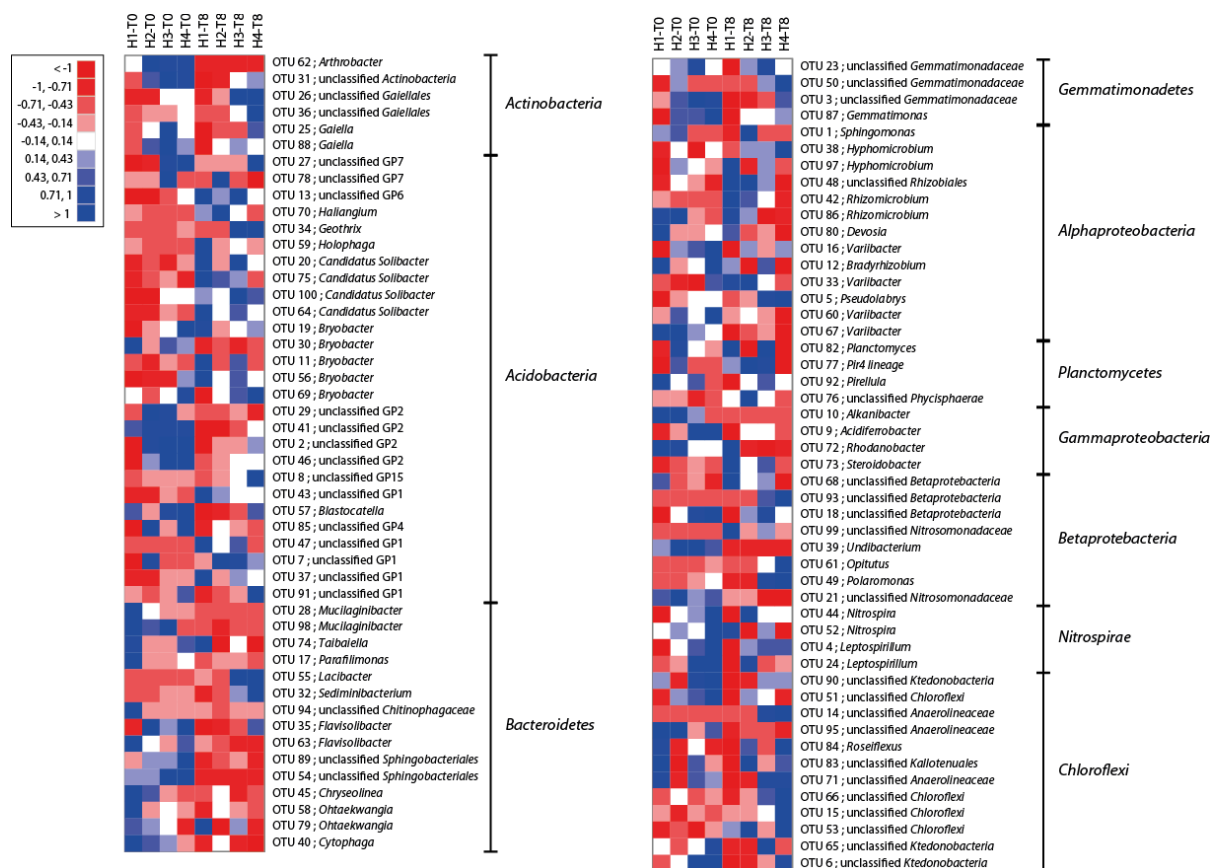 H1-T0
H2-T0
H3-T0
H4-T0
H1-T8
H2-T8
H3-T8
H4-T8
< -1
-1, -0.71
-0.71, -0.43
-0.43, -0.14
-0.14, 0.14
0.14, 0.43
0.43, 0.71
0.71, 1
> 1
OTU 62 ; Arthrobacter
OTU 31 ; unclassified Actinobacteria
OTU 26 ; unclassified Gaiellales
OTU 36 ; unclassified Gaiellales
OTU 25 ; Gaiella
OTU 88 ; Gaiella
Actinobacteria
OTU 27 ; unclassified GP7
OTU 78 ; unclassified GP7
OTU 13 ; unclassified GP6
OTU 70 ; Haliangium
OTU 34 ; Geothrix
OTU 59 ; Holophaga
OTU 20 ; Candidatus Solibacter
OTU 75 ; Candidatus Solibacter
OTU 100 ; Candidatus Solibacter
OTU 64 ; Candidatus Solibacter
OTU 19 ; Bryobacter
OTU 30 ; Bryobacter
OTU 11 ; Bryobacter
OTU 56 ; Bryobacter
OTU 69 ; Bryobacter
OTU 29 ; unclassified GP2
OTU 41 ; unclassified GP2
OTU 2 ; unclassified GP2
OTU 46 ; unclassified GP2
OTU 8 ; unclassified GP15
OTU 43 ; unclassified GP1
OTU 57 ; Blastocatella
OTU 85 ; unclassified GP4
OTU 47 ; unclassified GP1
OTU 7 ; unclassified GP1
OTU 37 ; unclassified GP1
OTU 91 ; unclassified GP1
Acidobacteria
OTU 28 ; Mucilaginibacter
OTU 98 ; Mucilaginibacter
OTU 74 ; Taibaiella
OTU 17 ; Parafilimonas
OTU 55 ; Lacibacter
OTU 32 ; Sediminibacterium
OTU 94 ; unclassified Chitinophagaceae
OTU 35 ; Flavisolibacter
OTU 63 ; Flavisolibacter
OTU 89 ; unclassified Sphingobacteriales
OTU 54 ; unclassified Sphingobacteriales
OTU 45 ; Chryseolinea
OTU 58 ; Ohtaekwangia
OTU 79 ; Ohtaekwangia
OTU 40 ; Cytophaga
Bacteroidetes
H1-T0
H2-T0
H3-T0
H4-T0
H1-T8
H2-T8
H3-T8
H4-T8
OTU 23 ; unclassified Gemmatimonadaceae
OTU 50 ; unclassified Gemmatimonadaceae
OTU 3 ; unclassified Gemmatimonadaceae
OTU 87 ; Gemmatimonas
Gemmatimonadetes
OTU 1 ; Sphingomonas
OTU 38 ; Hyphomicrobium
OTU 97 ; Hyphomicrobium
OTU 48 ; unclassified Rhizobiales
OTU 42 ; Rhizomicrobium
OTU 86 ; Rhizomicrobium
OTU 80 ; Devosia
OTU 16 ; Variibacter
OTU 12 ; Bradyrhizobium
OTU 33 ; Variibacter
OTU 5 ; Pseudolabrys
OTU 60 ; Variibacter
OTU 67 ; Variibacter
Alphaproteobacteria
OTU 82 ; Planctomyces
OTU 77 ; Pir4 lineage
OTU 92 ; Pirellula
OTU 76 ; unclassified Phycisphaerae
Planctomycetes
OTU 10 ; Alkanibacter
OTU 9 ; Acidiferrobacter
OTU 72 ; Rhodanobacter
OTU 73 ; Steroidobacter
Gammaproteobacteria
OTU 68 ; unclassified Betaprotebacteria
OTU 93 ; unclassified Betaprotebacteria
OTU 18 ; unclassified Betaprotebacteria
OTU 99 ; unclassified Nitrosomonadaceae
OTU 39 ; Undibacterium
OTU 61 ; Opitutus
OTU 49 ; Polaromonas
OTU 21 ; unclassified Nitrosomonadaceae
Betaprotebacteria
OTU 44 ; Nitrospira
OTU 52 ; Nitrospira
OTU 4 ; Leptospirillum
OTU 24 ; Leptospirillum
Nitrospirae
OTU 90 ; unclassified Ktedonobacteria
OTU 51 ; unclassified Chloroflexi
OTU 14 ; unclassified Anaerolineaceae
OTU 95 ; unclassified Anaerolineaceae
OTU 84 ; Roseiflexus
OTU 83 ; unclassified Kallotenuales
OTU 71 ; unclassified Anaerolineaceae
OTU 66 ; unclassified Chloroflexi
OTU 15 ; unclassified Chloroflexi
OTU 53 ; unclassified Chloroflexi
OTU 65 ; unclassified Ktedonobacteria
OTU 6 ; unclassified Ktedonobacteria
Chloroflexi